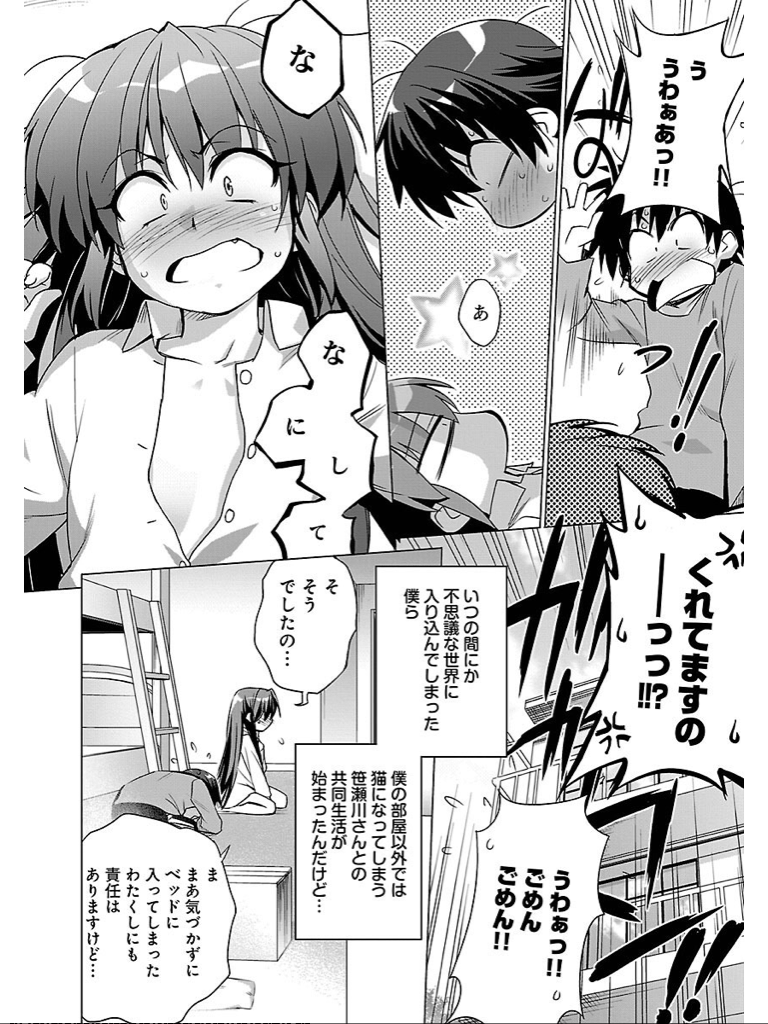 う
うわぁあっ!!
あ
な
な
にして
くれてますの
――っっ!!?
うわぁっ!!
ごめん
ごめん!!
いつの間にか
不思議な世界に
入り込んでしまった
僕ら
僕の部屋以外では
猫になってしまう
笹瀬川さんとの
共同生活が
始まったんだけど…
そ
そう
でしたの…
ま
まあ気づかずに
ベッドに
入ってしまった
わたくしにも
責任は
ありますけど…